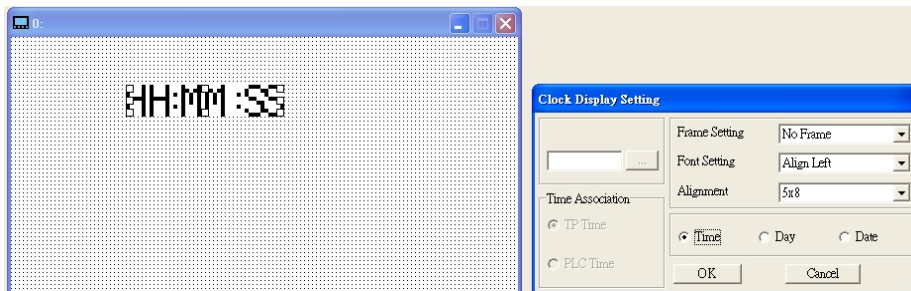 0:
HH:MM:SS
Clock Display Setting
Frame Setting No Frame
...
Font Setting Align Left
Alignment 5x8
Time Association
TP Time
Time Day Date
PLC Time
OK Cancel